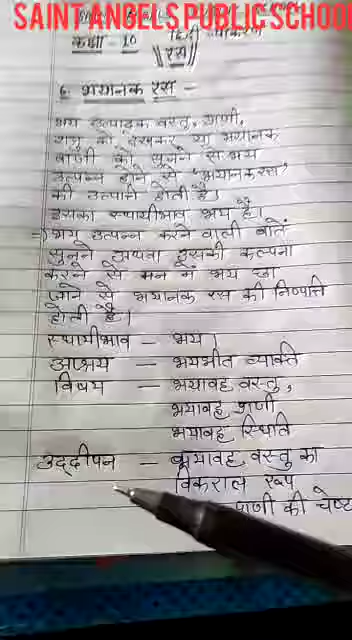 SAINT ANGELS PUBLIC SCHOOL
कक्षा - 10 हिन्दी व्याकरण
॥ रस ॥
6. भयानक रस -
भय उत्पादक वस्तु, प्राणी,
शत्रु को देखकर या भयानक
प्राणी को सुनने से भय
उत्पन्न होने से 'भयानक रस'
की उत्पत्ति होती है।
इसका स्थायीभाव भय है।
⇒ भय उत्पन्न करने वाली बातें
सुनने अथवा उसकी कल्पना
करने से मन में भय छा
जाने से भयानक रस की निष्पत्ति
होती है।
स्थायीभाव - भय।
आश्रय - भयभीत व्यक्ति
विषय - भयावह वस्तु,
भयावह प्राणी
भयावह स्थिति
उद्दीपन - भयावह वस्तु का
विकराल रूप
प्राणी की चेष्टा